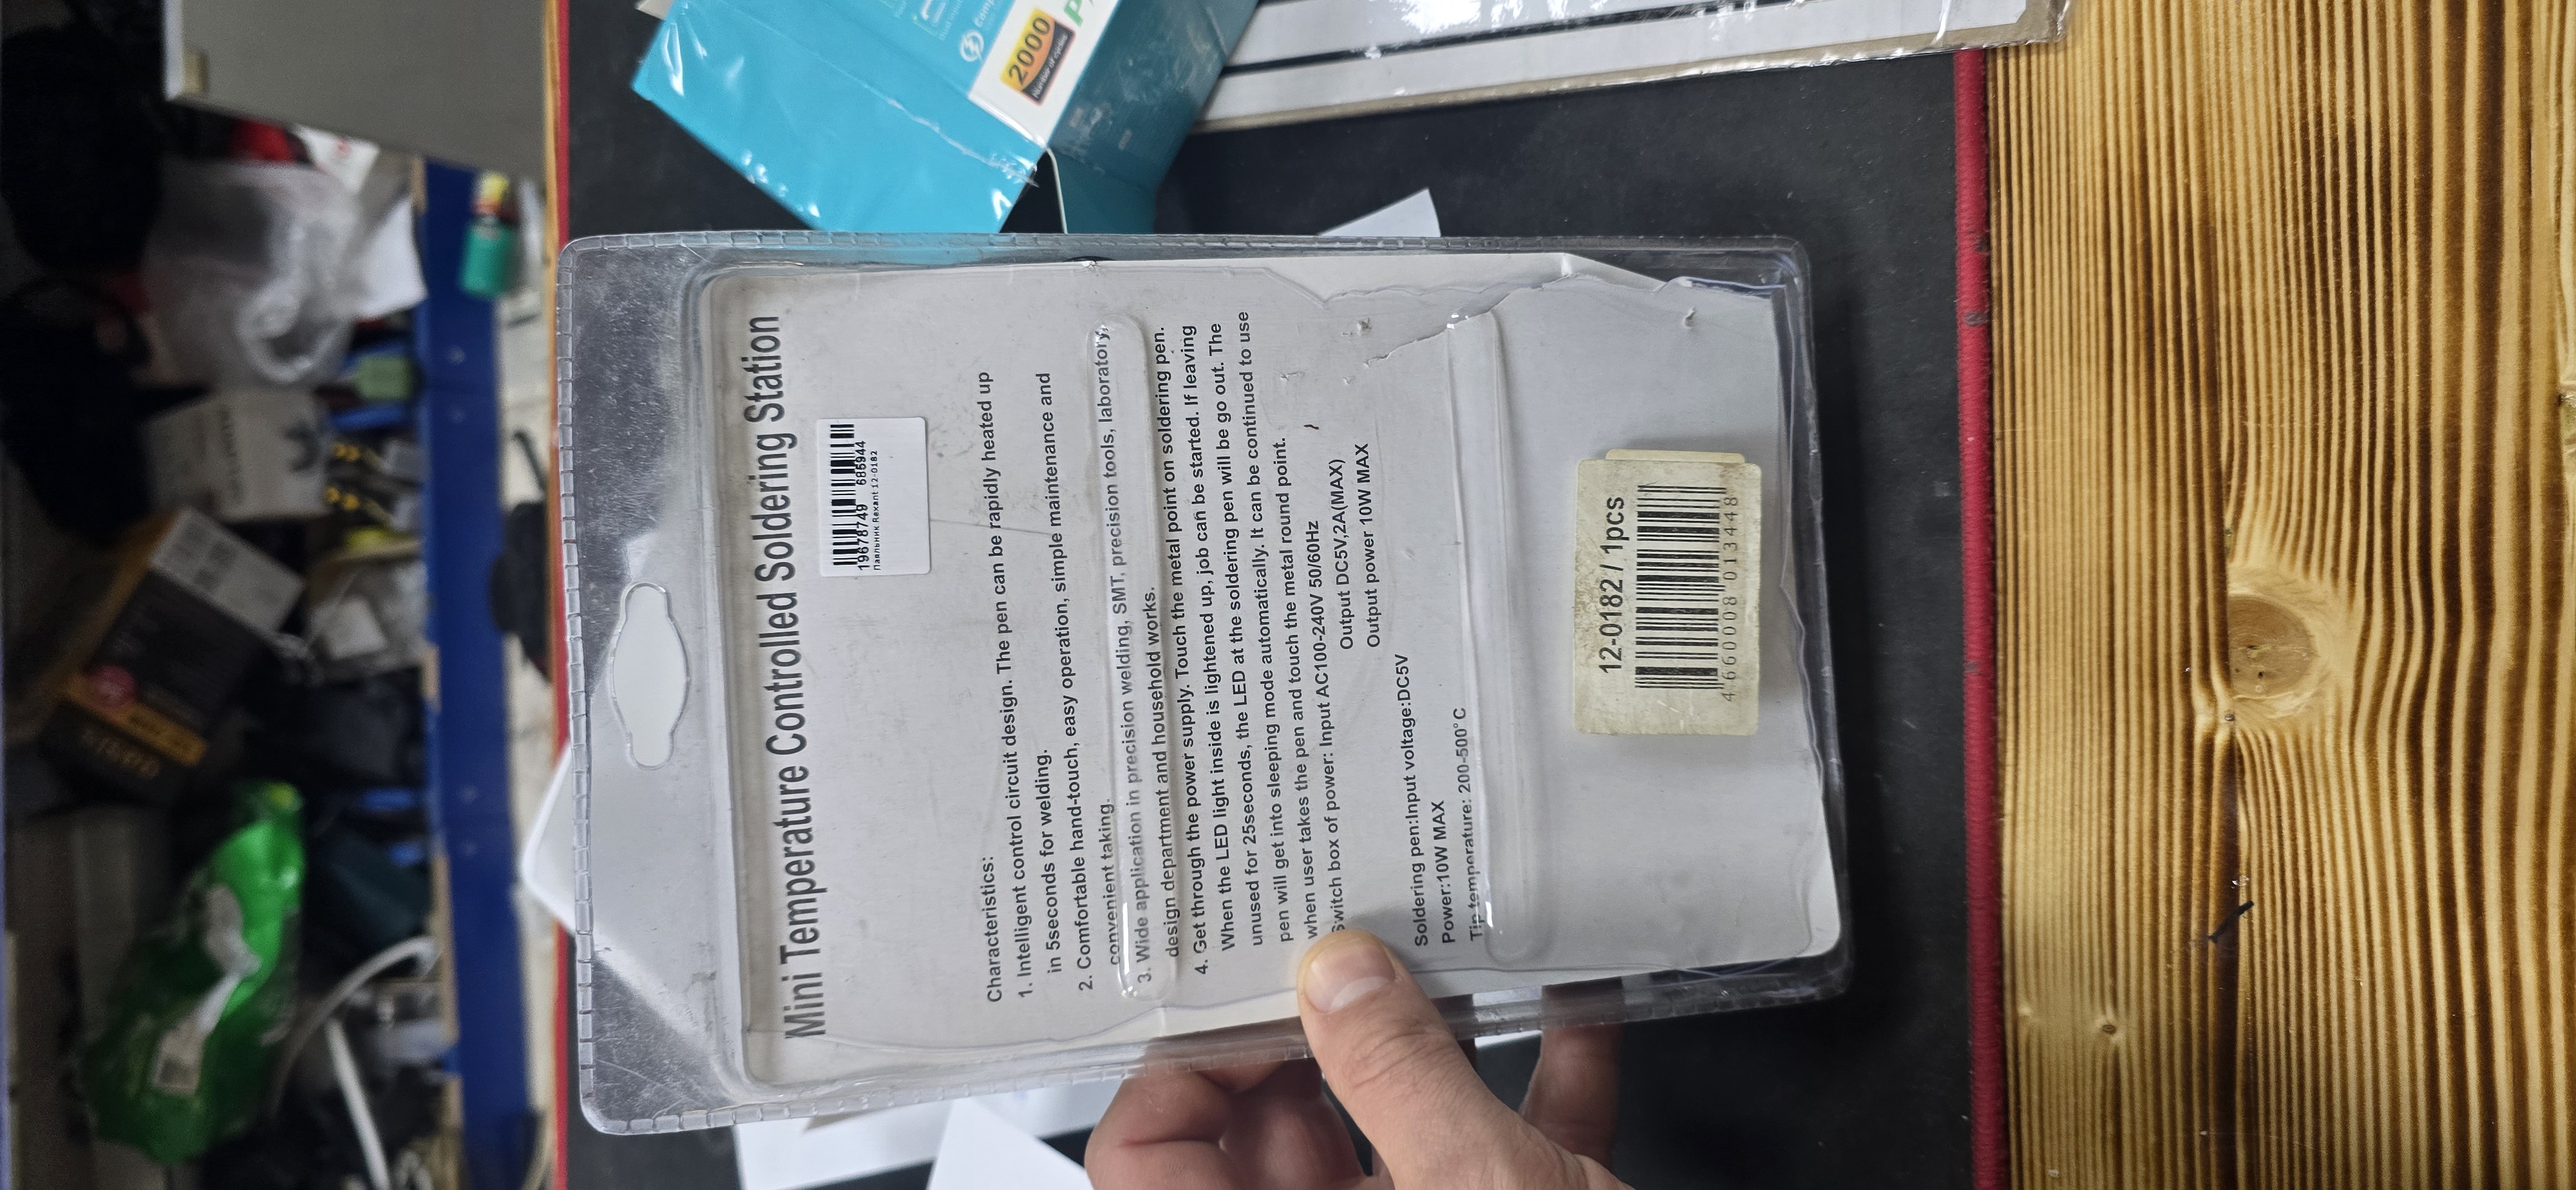 Mini Temperature Controlled Soldering Station
19678749 685944
Паяльник Rexant 12-0182
Characteristics:
1. Intelligent control circuit design. The pen can be rapidly heated up
in 5seconds for welding.
2. Comfortable hand-touch, easy operation, simple maintenance and
convenient taking.
3. Wide application in precision welding, SMT, precision tools, laboratory,
design department and household works.
4. Get through the power supply. Touch the metal point on soldering pen.
When the LED light inside is lightened up, job can be started. If leaving
unused for 25seconds, the LED at the soldering pen will be go out. The
pen will get into sleeping mode automatically. It can be continued to use
when user takes the pen and touch the metal round point.
Switch box of power: Input AC100-240V 50/60Hz
Output DC5V,2A(MAX)
Output power 10W MAX
Soldering pen:Input voltage:DC5V
Power:10W MAX
Tip temperature: 200-500°C
12-0182 / 1pcs
4 660008 013448
2000
Number of cycles